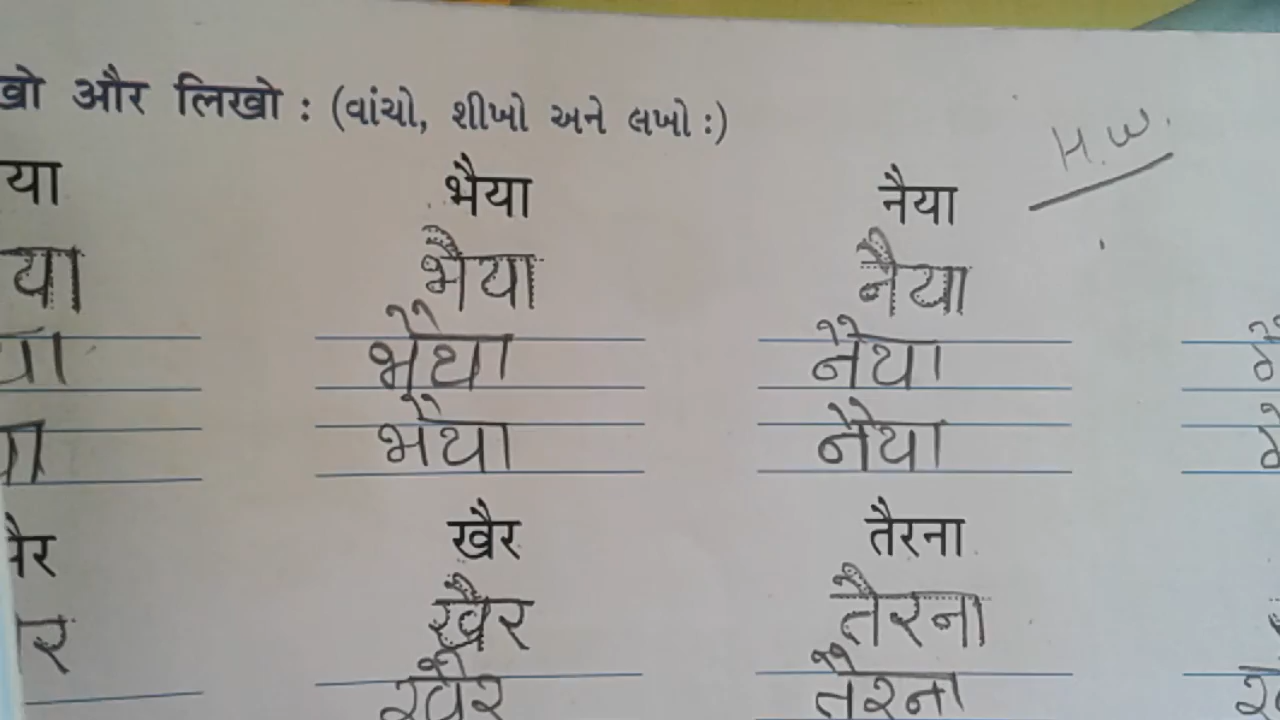 और लिखो : (વાંચો, શીખો અને લખો :)
H.W.
भैया नैया
भैया नैया
भैया नैया
भैया नैया
खैर तैरना
खैर तैरना
खैर तैरना